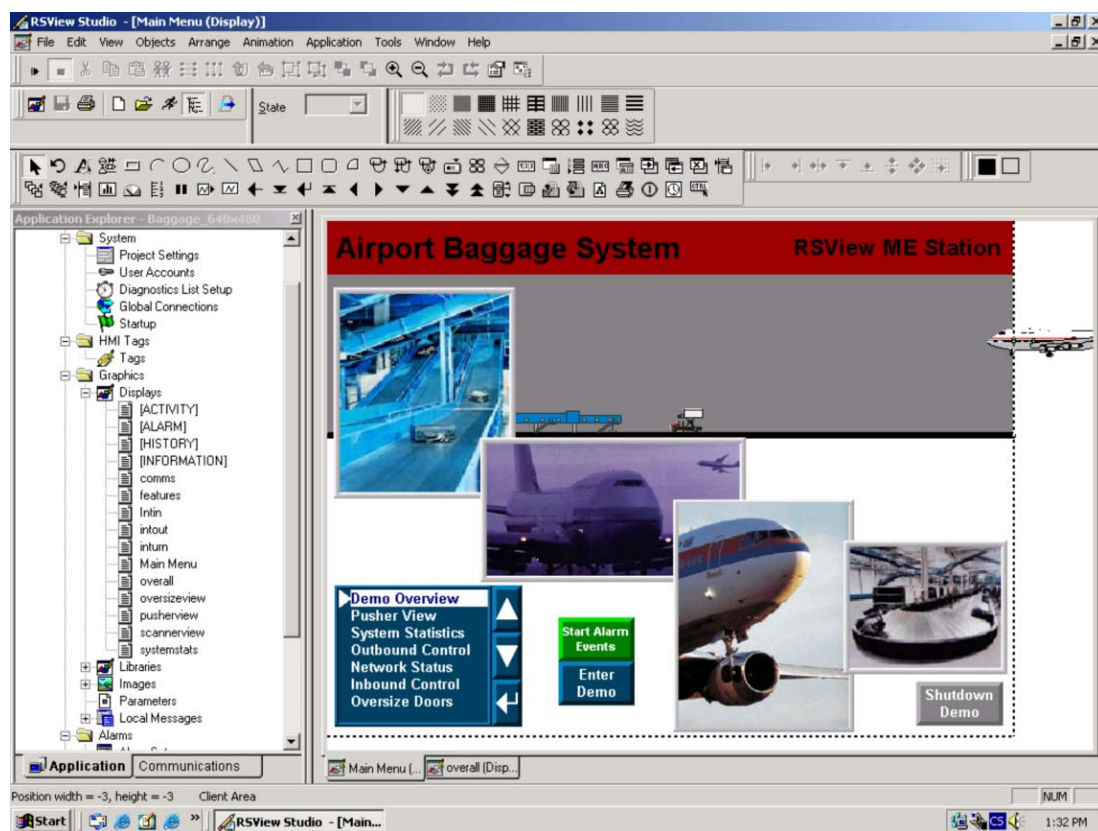 RSView Studio - [Main Menu (Display)]
File Edit View Objects Arrange Animation Application Tools Window Help
State
Application Explorer - Baggage_640x480
System
Project Settings
User Accounts
Diagnostics List Setup
Global Connections
Startup
HMI Tags
Tags
Graphics
Displays
[ACTIVITY]
[ALARM]
[HISTORY]
[INFORMATION]
comms
features
Intin
intout
inturn
Main Menu
overall
oversizeview
pusherview
scannerview
systemstats
Libraries
Images
Parameters
Local Messages
Alarms
Application Communications
Airport Baggage System RSView ME Station
Demo Overview
Pusher View
System Statistics
Outbound Control
Network Status
Inbound Control
Oversize Doors
Start Alarm
Events
Enter
Demo
Shutdown
Demo
Main Menu (... overall (Disp...
Position width = -3, height = -3 Client Area NUM
Start » RSView Studio - [Main... CS 1:32 PM